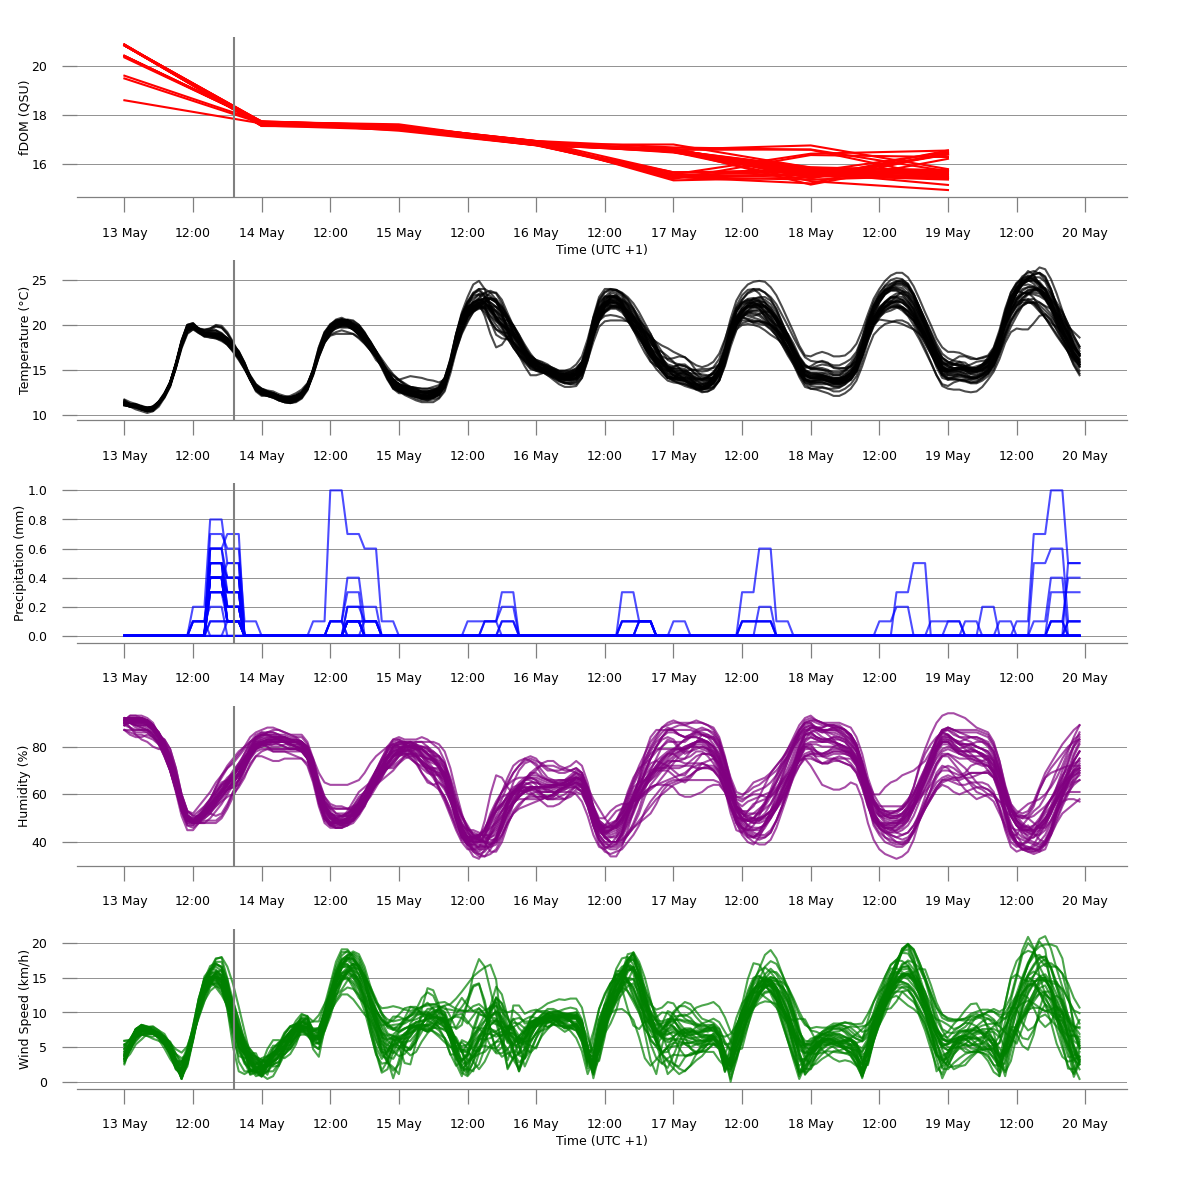 fDOM (QSU)
20
18
16
13 May 12:00 14 May 12:00 15 May 12:00 16 May 12:00 17 May 12:00 18 May 12:00 19 May 12:00 20 May
Time (UTC +1)
Temperature (°C)
25
20
15
10
13 May 12:00 14 May 12:00 15 May 12:00 16 May 12:00 17 May 12:00 18 May 12:00 19 May 12:00 20 May
Precipitation (mm)
1.0
0.8
0.6
0.4
0.2
0.0
13 May 12:00 14 May 12:00 15 May 12:00 16 May 12:00 17 May 12:00 18 May 12:00 19 May 12:00 20 May
Humidity (%)
80
60
40
13 May 12:00 14 May 12:00 15 May 12:00 16 May 12:00 17 May 12:00 18 May 12:00 19 May 12:00 20 May
Wind Speed (km/h)
20
15
10
5
0
13 May 12:00 14 May 12:00 15 May 12:00 16 May 12:00 17 May 12:00 18 May 12:00 19 May 12:00 20 May
Time (UTC +1)